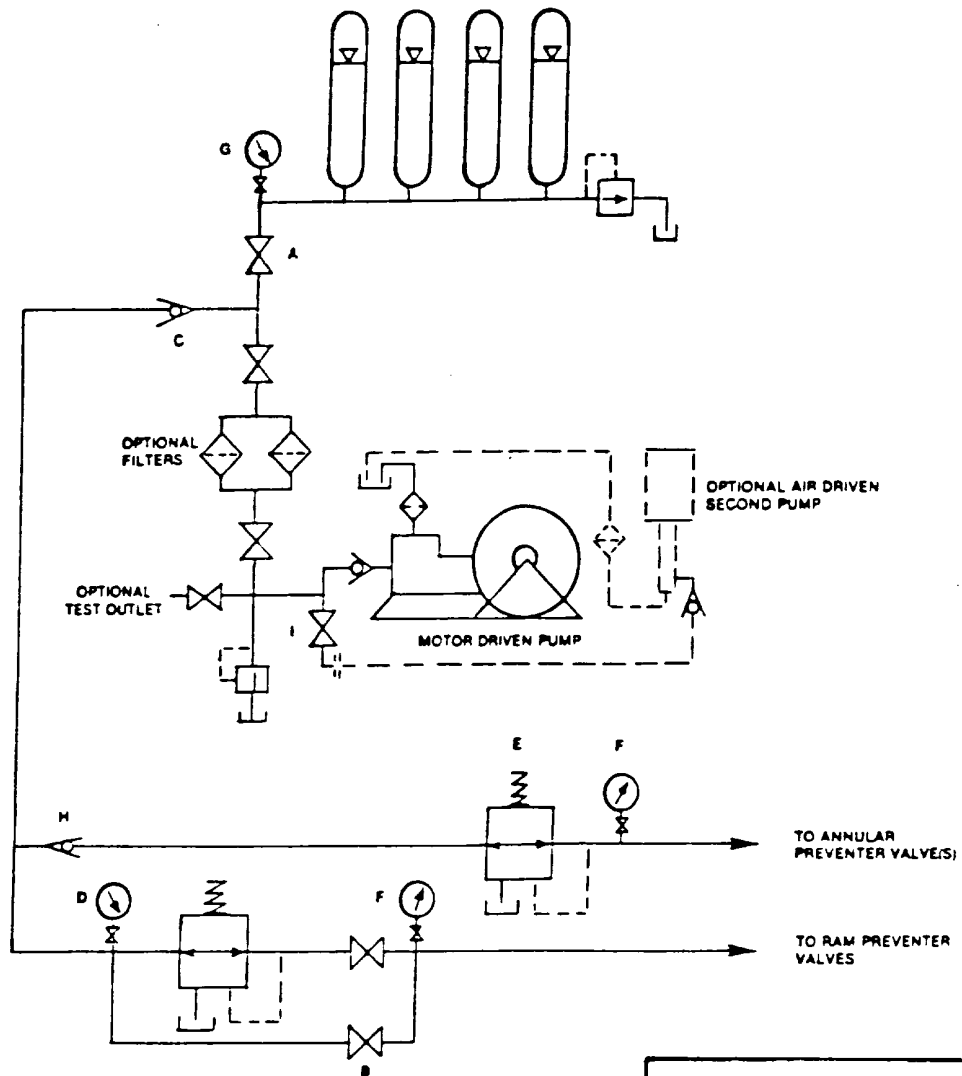 G
A
C
OPTIONAL
FILTERS
OPTIONAL AIR DRIVEN
SECOND PUMP
OPTIONAL
TEST OUTLET
I
MOTOR DRIVEN PUMP
E
F
H
TO ANNULAR
PREVENTER VALVE(S)
D
F
TO RAM PREVENTER
VALVES